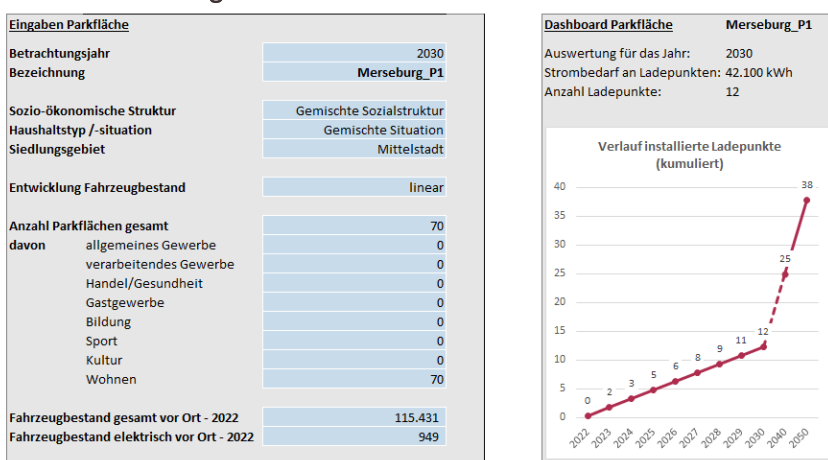 Eingaben Parkfläche
Betrachtungsjahr 2030
Bezeichnung Merseburg_P1
Sozio-ökonomische Struktur Gemischte Sozialstruktur
Haushaltstyp /-situation Gemischte Situation
Siedlungsgebiet Mittelstadt
Entwicklung Fahrzeugbestand linear
Anzahl Parkflächen gesamt 70
davon allgemeines Gewerbe 0
verarbeitendes Gewerbe 0
Handel/Gesundheit 0
Gastgewerbe 0
Bildung 0
Sport 0
Kultur 0
Wohnen 70
Fahrzeugbestand gesamt vor Ort - 2022 115.431
Fahrzeugbestand elektrisch vor Ort - 2022 949
Dashboard Parkfläche Merseburg_P1
Auswertung für das Jahr: 2030
Strombedarf an Ladepunkten: 42.100 kWh
Anzahl Ladepunkte: 12
Verlauf installierte Ladepunkte
(kumuliert)
40
35
30
25
20
15
10
5
0
0 2 3 5 6 8 9 11 12 25 38
2022 2023 2024 2025 2026 2027 2028 2029 2030 2040 2050